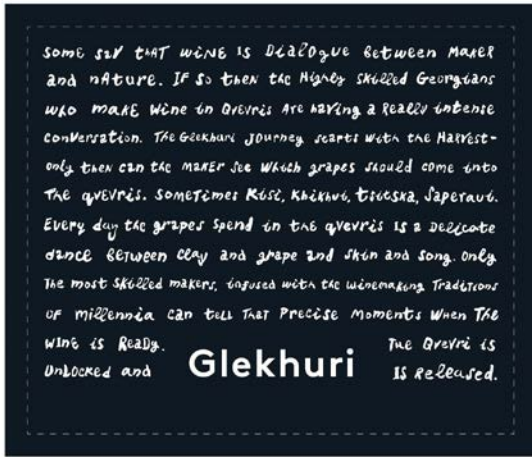 Some say that wine is Dialogue Between Maker
and nature. If so then the Highly skilled Georgians
who make wine in Qvevris Are having a Really intense
conversation. The Glekhuri Journey starts with the Harvest-
only then can the maker see which grapes should come into
The qvevris. Sometimes Kisi, Khikhvi, tsitska, Saperavi.
Every day the grapes Spend in the qvevris Is a Delicate
dance Between clay and grape and skin and song. only
The most skilled makers, infused with the winemaking Traditions
of millennia can tell That Precise Moments When The
wine is Ready. The Qvevri is
Unlocked and Glekhuri Is Released.